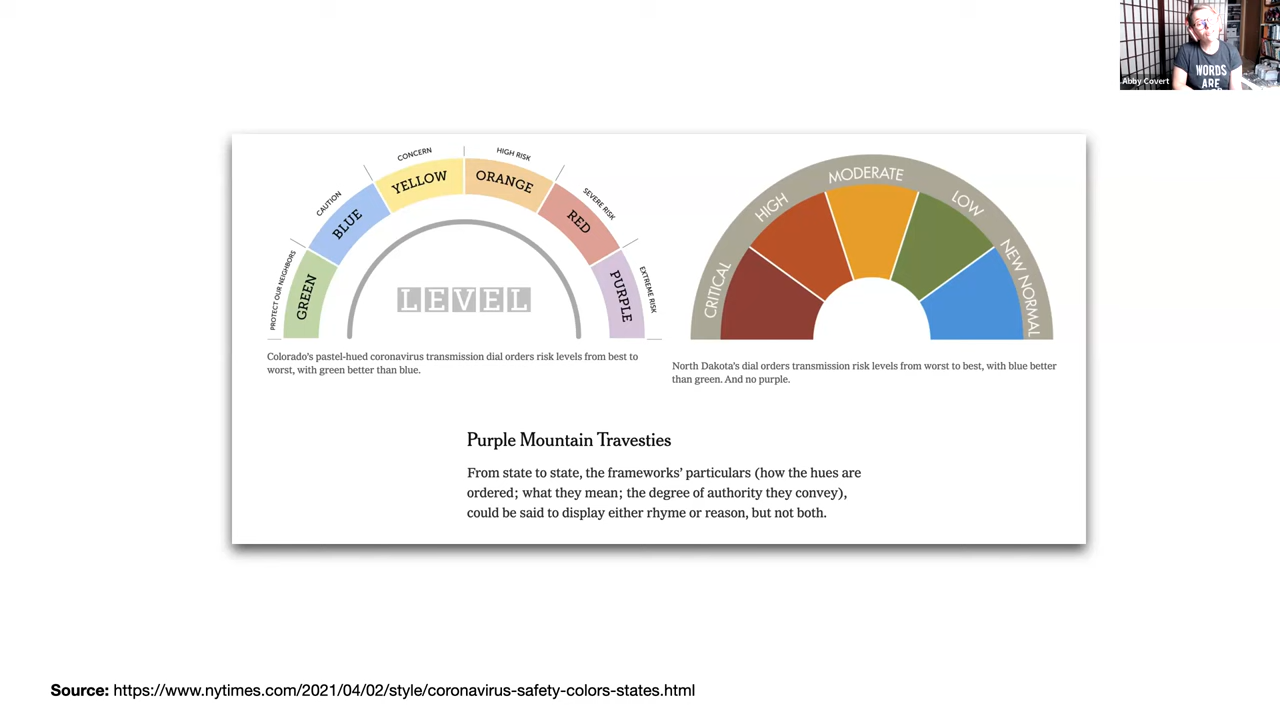 Abby Covert
WORDS
ARE
PROTECT OUR NEIGHBORS
CAUTION
CONCERN
HIGH RISK
SEVERE RISK
EXTREME RISK
GREEN
BLUE
YELLOW
ORANGE
RED
PURPLE
LEVEL
Colorado's pastel-hued coronavirus transmission dial orders risk levels from best to
worst, with green better than blue.
CRITICAL
HIGH
MODERATE
LOW
NEW NORMAL
North Dakota's dial orders transmission risk levels from worst to best, with blue better
than green. And no purple.
Purple Mountain Travesties
From state to state, the frameworks' particulars (how the hues are
ordered; what they mean; the degree of authority they convey),
could be said to display either rhyme or reason, but not both.
Source: https://www.nytimes.com/2021/04/02/style/coronavirus-safety-colors-states.html